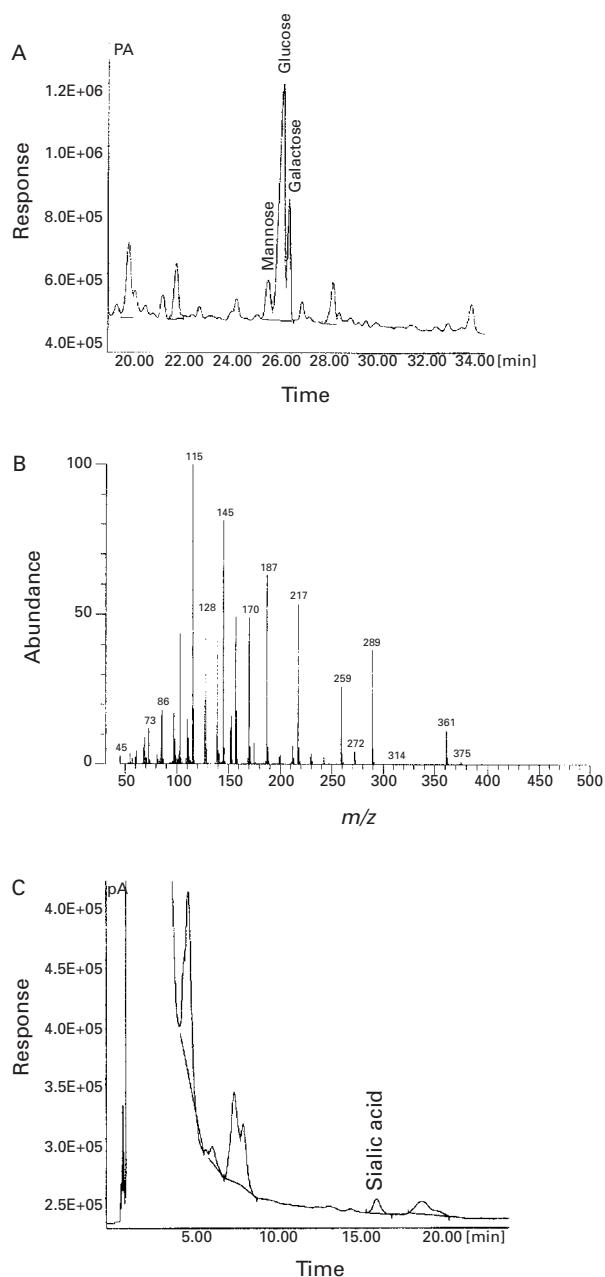 A
PA
Glucose
Galactose
Mannose
Response
1.2E+06
1.0E+06
8.0E+05
6.0E+05
4.0E+05
20.00 22.00 24.00 26.00 28.00 30.00 32.00 34.00 [min]
Time
B
Abundance
100
50
0
115
145
187
128
170
217
289
259
86
73
45
272
314
361
375
50 100 150 200 250 300 350 400 450 500
m/z
C
pA
Response
4.0E+05
4.0E+05
3.5E+05
3.0E+05
2.5E+05
Sialic acid
5.00 10.00 15.00 20.00 [min]
Time